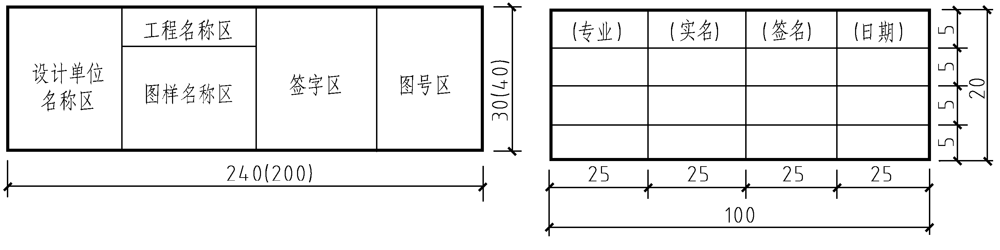 设计单位
名称区
工程名称区
图样名称区
签字区
图号区
30(40)
240(200)
(专业)
(实名)
(签名)
(日期)
5
5
5
5
20
25
25
25
25
100